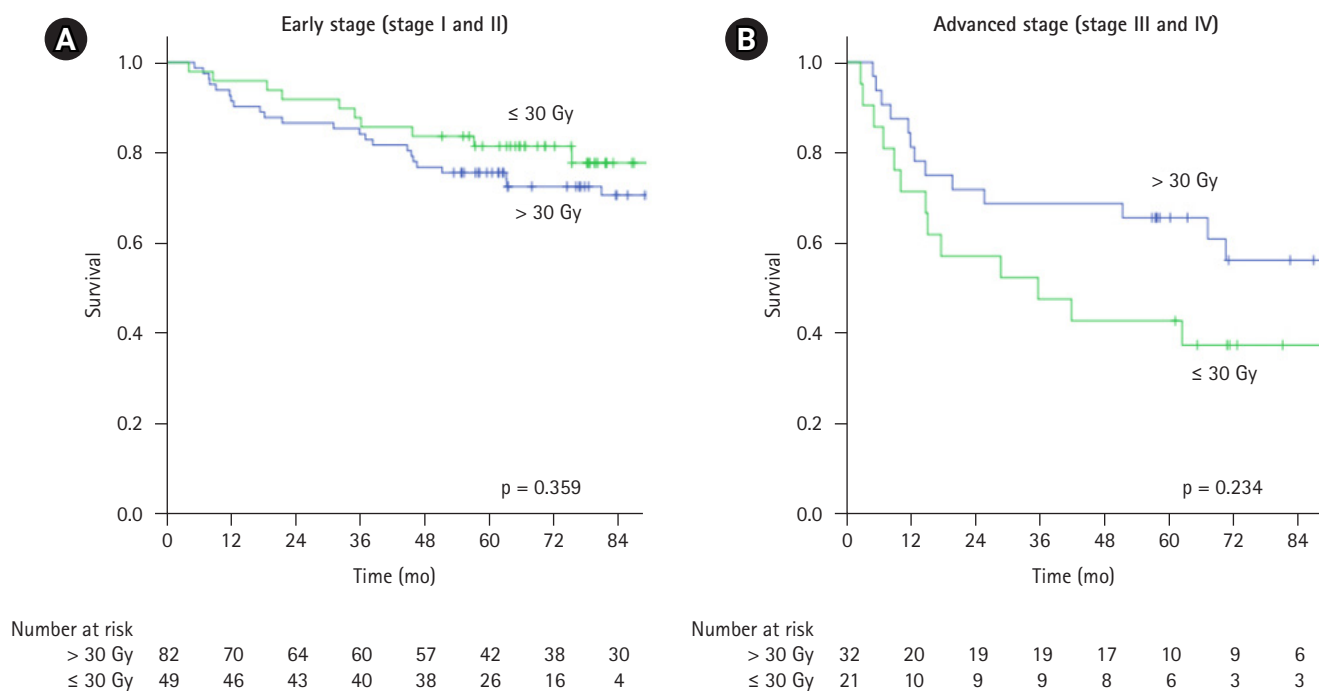 A
Early stage (stage I and II)
1.0
0.8
0.6
0.4
0.2
0.0
Survival
≤ 30 Gy
> 30 Gy
p = 0.359
0 12 24 36 48 60 72 84
Time (mo)
Number at risk
> 30 Gy 82 70 64 60 57 42 38 30
≤ 30 Gy 49 46 43 40 38 26 16 4
B
Advanced stage (stage III and IV)
1.0
0.8
0.6
0.4
0.2
0.0
Survival
> 30 Gy
≤ 30 Gy
p = 0.234
0 12 24 36 48 60 72 84
Time (mo)
Number at risk
> 30 Gy 32 20 19 19 17 10 9 6
≤ 30 Gy 21 10 9 9 8 6 3 3